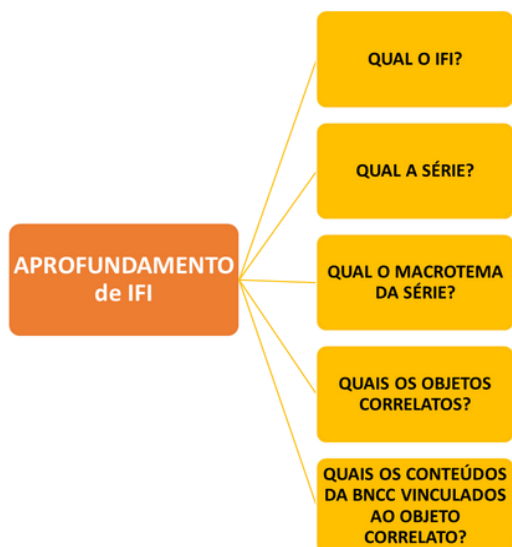 APROFUNDAMENTO
de IFI
QUAL O IFI?
QUAL A SÉRIE?
QUAL O MACROTEMA
DA SÉRIE?
QUAIS OS OBJETOS
CORRELATOS?
QUAIS OS CONTEÚDOS
DA BNCC VINCULADOS
AO OBJETO
CORRELATO?